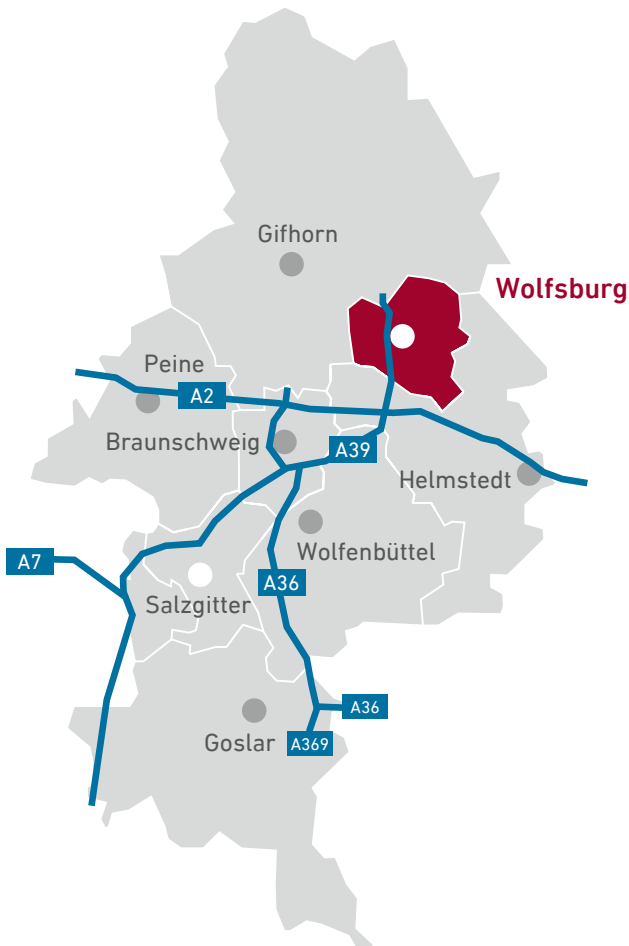 Gifhorn
Wolfsburg
Peine
A2
Braunschweig
A39
Helmstedt
Wolfenbüttel
A7
A36
Salzgitter
A36
Goslar
A369